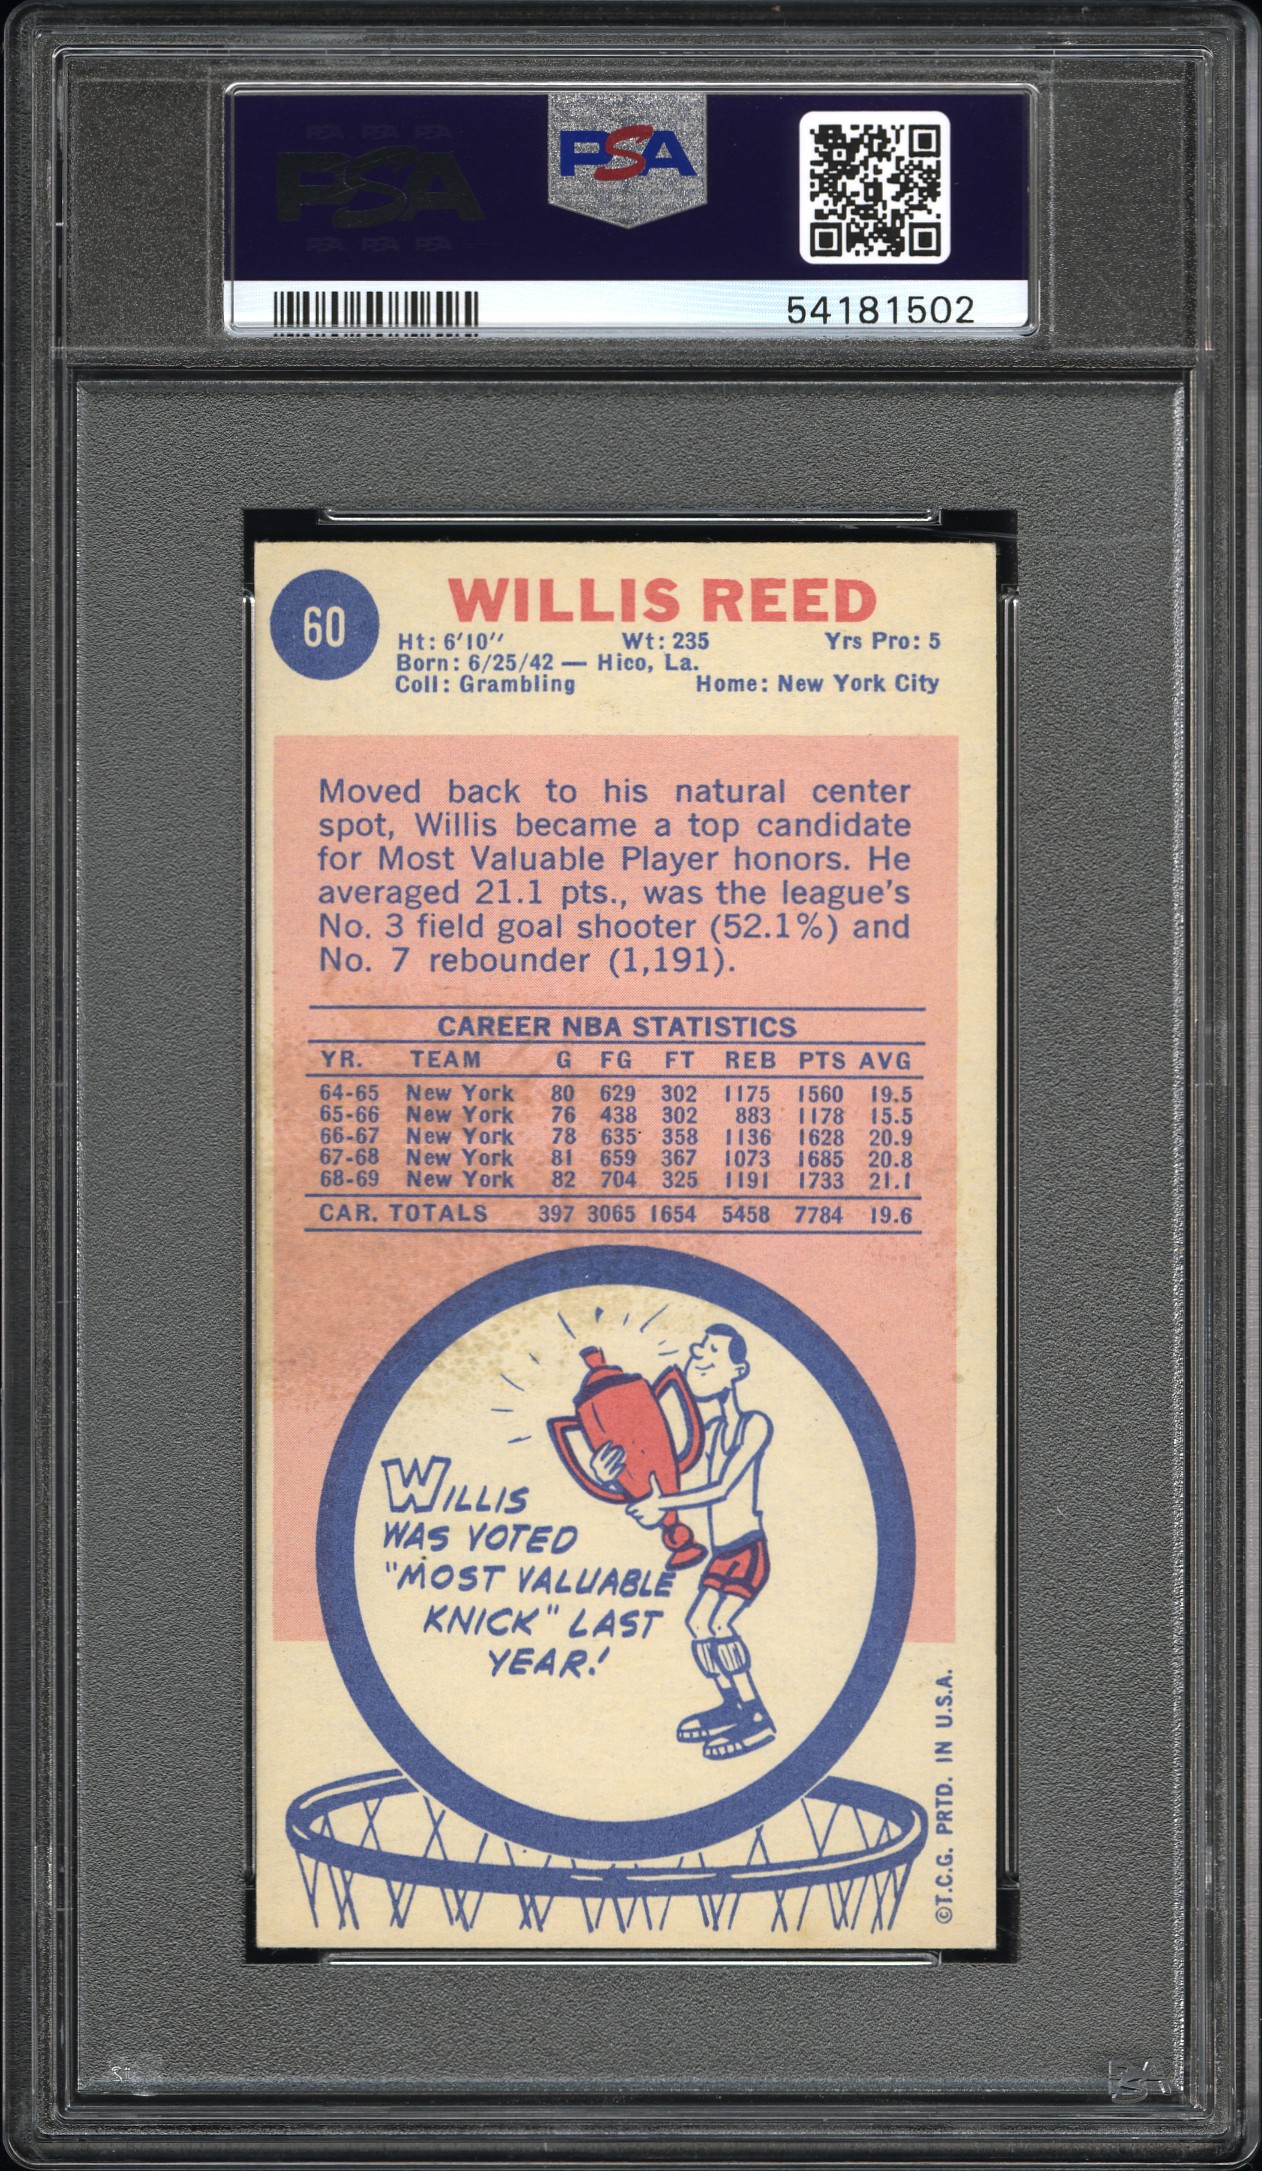 PSA PSA PSA
PSA
PSA PSA PSA
PSA
54181502
60
WILLIS REED
Ht: 6'10'' Wt: 235 Yrs Pro: 5
Born: 6/25/42 — Hico, La.
Coll: Grambling Home: New York City
Moved back to his natural center
spot, Willis became a top candidate
for Most Valuable Player honors. He
averaged 21.1 pts., was the league's
No. 3 field goal shooter (52.1%) and
No. 7 rebounder (1,191).
CAREER NBA STATISTICS
YR. TEAM G FG FT REB PTS AVG
64-65 New York 80 629 302 1175 1560 19.5
65-66 New York 76 438 302 883 1178 15.5
66-67 New York 78 635 358 1136 1628 20.9
67-68 New York 81 659 367 1073 1685 20.8
68-69 New York 82 704 325 1191 1733 21.1
CAR. TOTALS 397 3065 1654 5458 7784 19.6
WILLIS
WAS VOTED
"MOST VALUABLE
KNICK" LAST
YEAR!
©T.C.G. PRTD. IN U.S.A.
PSA